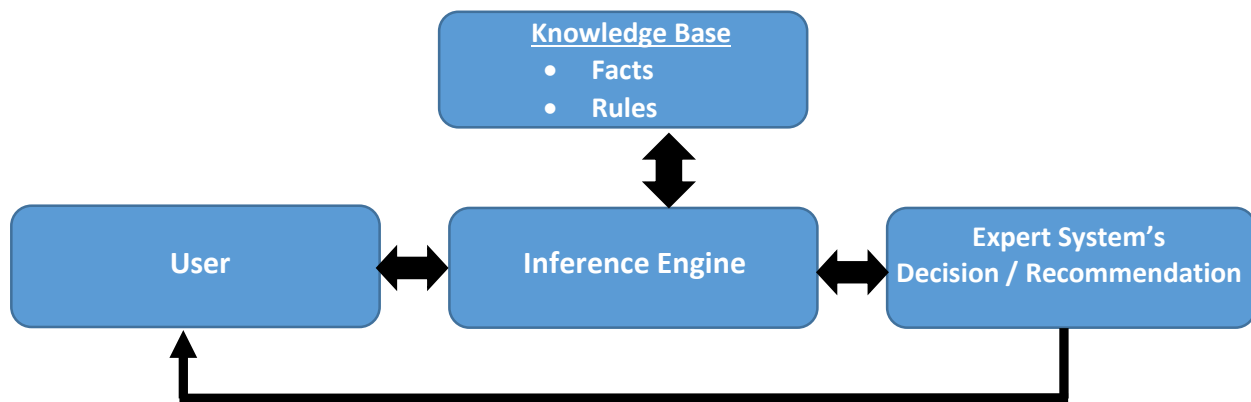 Knowledge Base
• Facts
• Rules
User
Inference Engine
Expert System’s
Decision / Recommendation